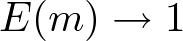 E(m) → 1